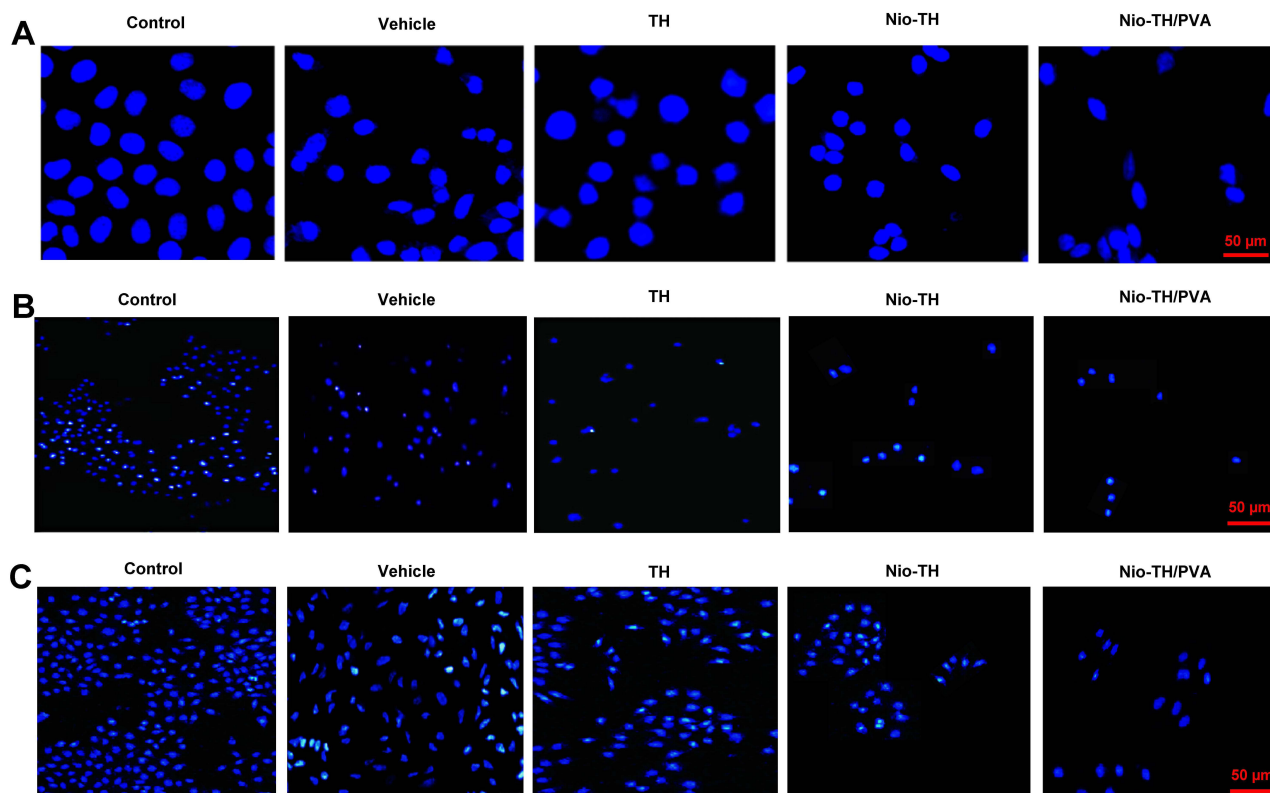 A
Control Vehicle TH Nio-TH Nio-TH/PVA
50 µm
B
Control Vehicle TH Nio-TH Nio-TH/PVA
50 µm
C
Control Vehicle TH Nio-TH Nio-TH/PVA
50 µm